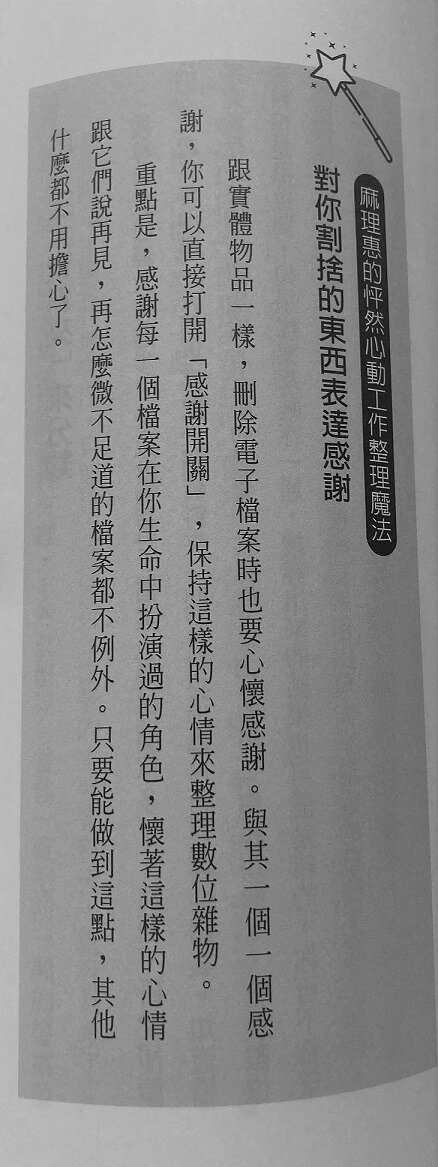 麻理惠的怦然心動工作整理魔法
對你割捨的東西表達感謝
跟實體物品一樣，刪除電子檔案時也要心懷感謝。與其一個一個感
謝，你可以直接打開「感謝開關」，保持這樣的心情來整理數位雜物。
重點是，感謝每一個檔案在你生命中扮演過的角色，懷著這樣的心情
跟它們說再見，再怎麼微不足道的檔案都不例外。只要能做到這點，其他
什麼都不用擔心了。